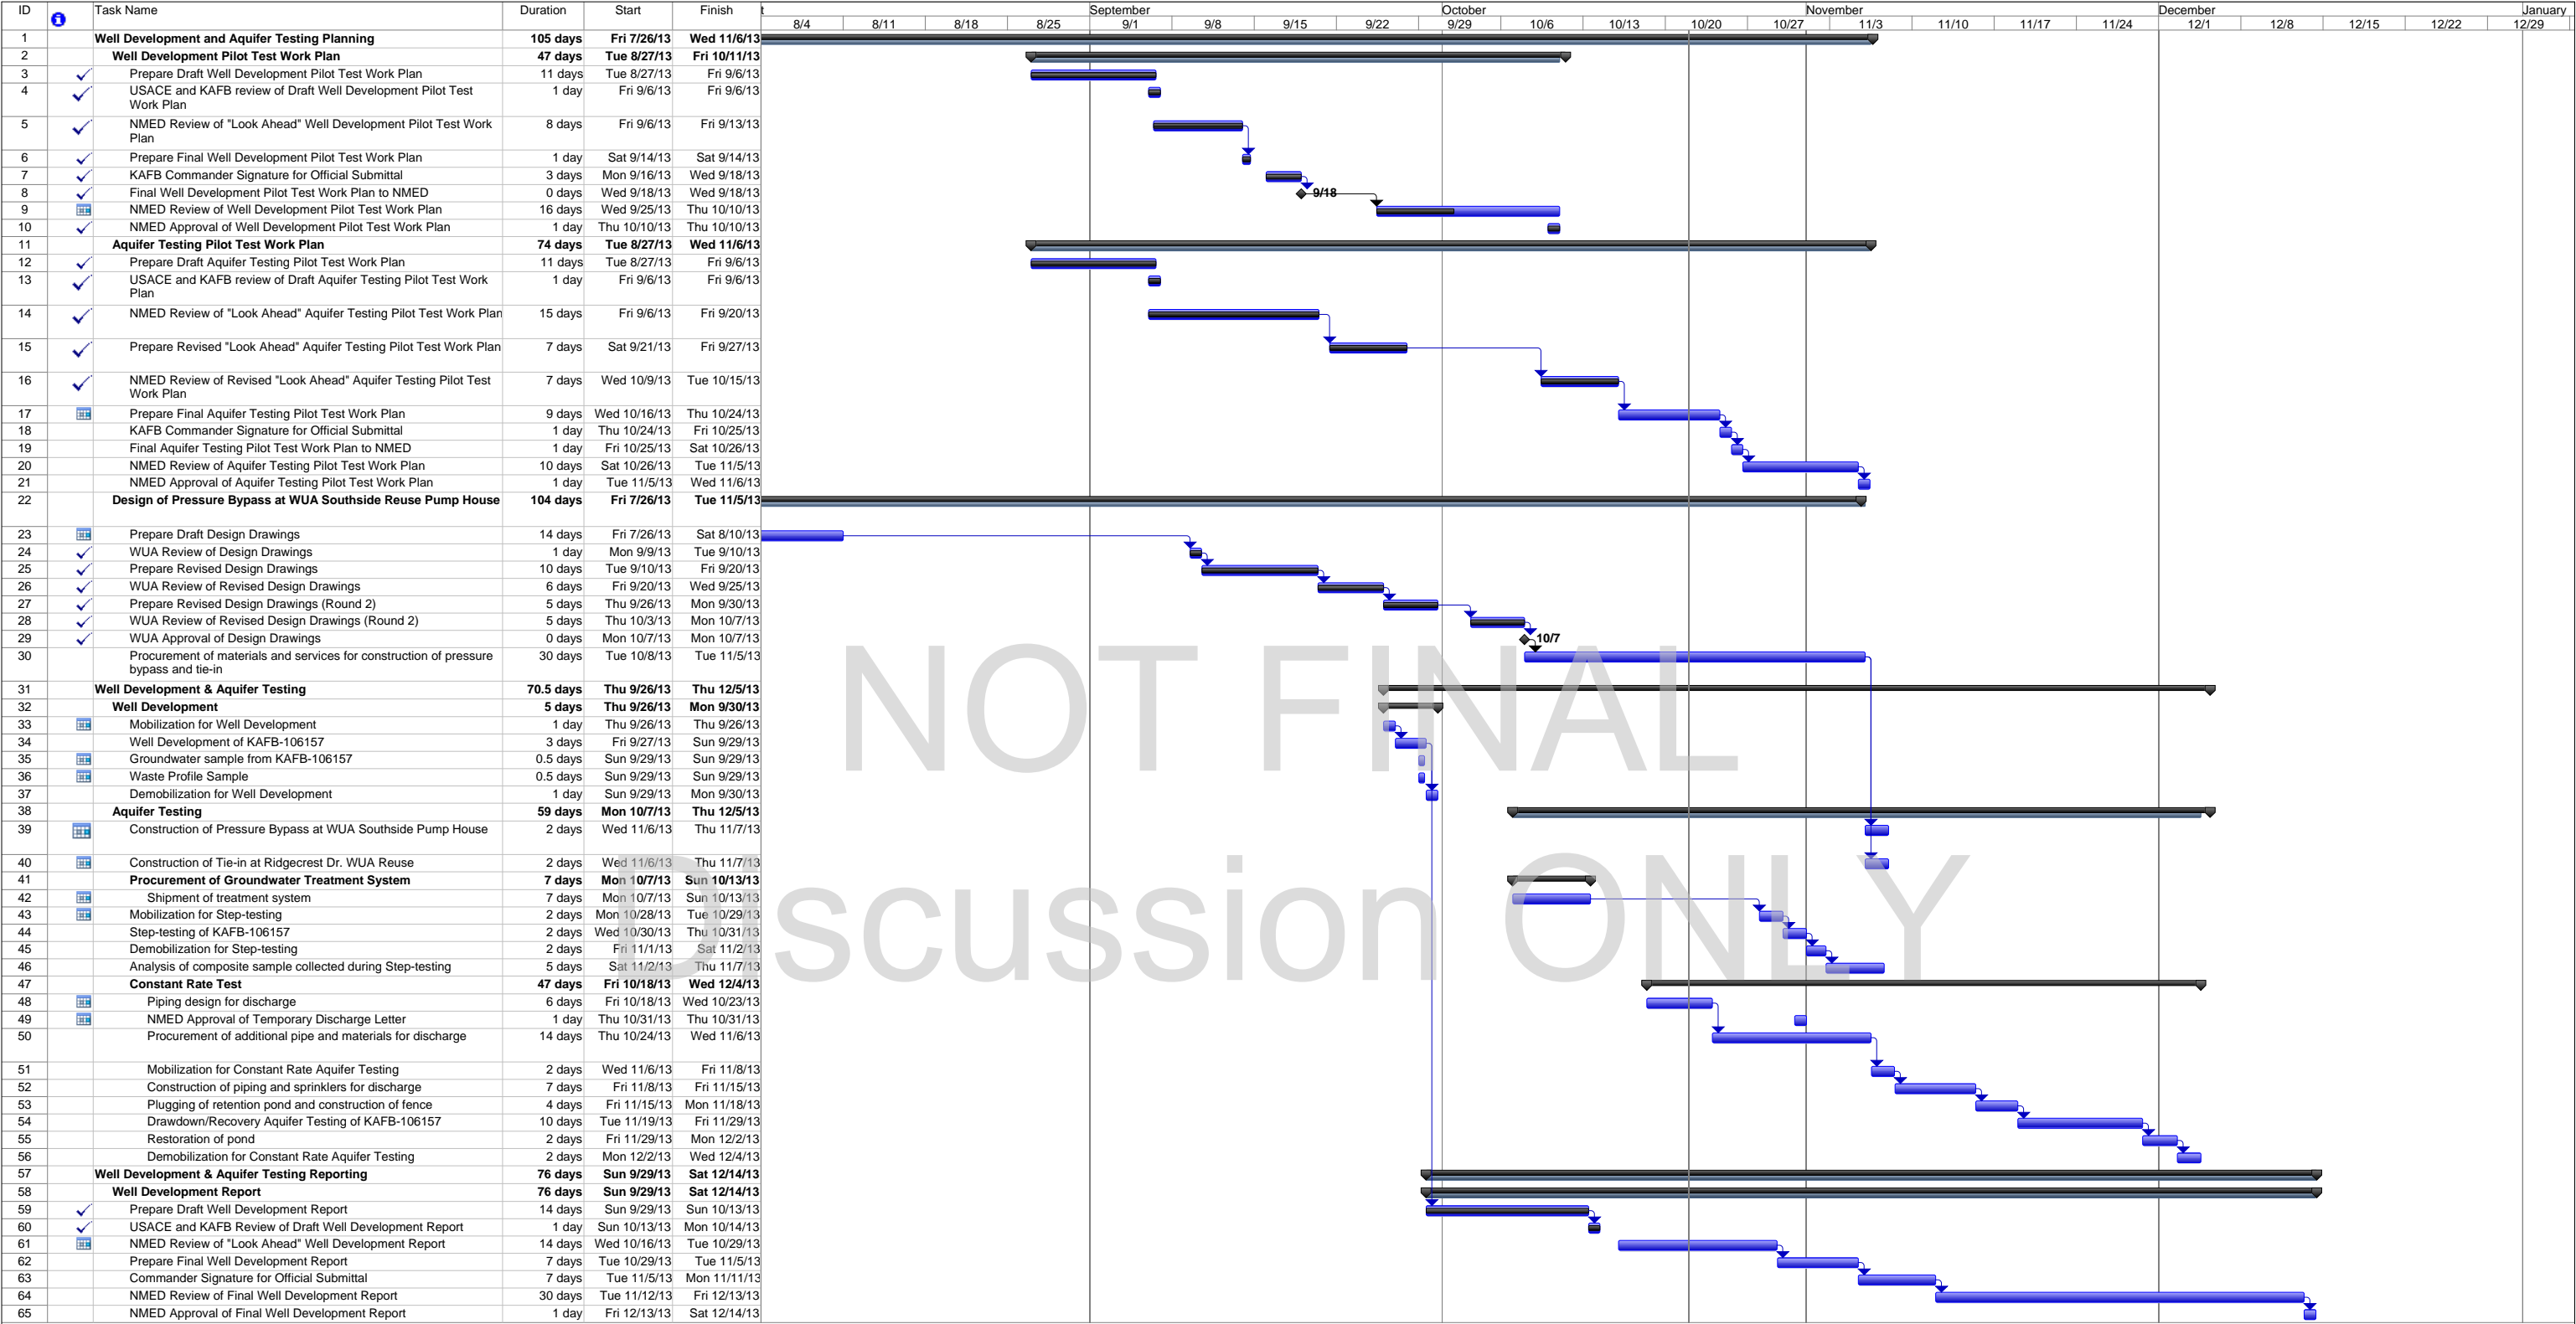 ID Task Name Duration Start Finish t September October November December January
8/4 8/11 8/18 8/25 9/1 9/8 9/15 9/22 9/29 10/6 10/13 10/20 10/27 11/3 11/10 11/17 11/24 12/1 12/8 12/15 12/22 12/29
1 Well Development and Aquifer Testing Planning 105 days Fri 7/26/13 Wed 11/6/13
2 Well Development Pilot Test Work Plan 47 days Tue 8/27/13 Fri 10/11/13
3 Prepare Draft Well Development Pilot Test Work Plan 11 days Tue 8/27/13 Fri 9/6/13
4 USACE and KAFB review of Draft Well Development Pilot Test 1 day Fri 9/6/13 Fri 9/6/13
Work Plan
5 NMED Review of "Look Ahead" Well Development Pilot Test Work 8 days Fri 9/6/13 Fri 9/13/13
Plan
6 Prepare Final Well Development Pilot Test Work Plan 1 day Sat 9/14/13 Sat 9/14/13
7 KAFB Commander Signature for Official Submittal 3 days Mon 9/16/13 Wed 9/18/13
8 Final Well Development Pilot Test Work Plan to NMED 0 days Wed 9/18/13 Wed 9/18/13 9/18
9 NMED Review of Well Development Pilot Test Work Plan 16 days Wed 9/25/13 Thu 10/10/13
10 NMED Approval of Well Development Pilot Test Work Plan 1 day Thu 10/10/13 Thu 10/10/13
11 Aquifer Testing Pilot Test Work Plan 74 days Tue 8/27/13 Wed 11/6/13
12 Prepare Draft Aquifer Testing Pilot Test Work Plan 11 days Tue 8/27/13 Fri 9/6/13
13 USACE and KAFB review of Draft Aquifer Testing Pilot Test Work 1 day Fri 9/6/13 Fri 9/6/13
Plan
14 NMED Review of "Look Ahead" Aquifer Testing Pilot Test Work Plan 15 days Fri 9/6/13 Fri 9/20/13
15 Prepare Revised "Look Ahead" Aquifer Testing Pilot Test Work Plan 7 days Sat 9/21/13 Fri 9/27/13
16 NMED Review of Revised "Look Ahead" Aquifer Testing Pilot Test 7 days Wed 10/9/13 Tue 10/15/13
Work Plan
17 Prepare Final Aquifer Testing Pilot Test Work Plan 9 days Wed 10/16/13 Thu 10/24/13
18 KAFB Commander Signature for Official Submittal 1 day Thu 10/24/13 Fri 10/25/13
19 Final Aquifer Testing Pilot Test Work Plan to NMED 1 day Fri 10/25/13 Sat 10/26/13
20 NMED Review of Aquifer Testing Pilot Test Work Plan 10 days Sat 10/26/13 Tue 11/5/13
21 NMED Approval of Aquifer Testing Pilot Test Work Plan 1 day Tue 11/5/13 Wed 11/6/13
22 Design of Pressure Bypass at WUA Southside Reuse Pump House 104 days Fri 7/26/13 Tue 11/5/13
23 Prepare Draft Design Drawings 14 days Fri 7/26/13 Sat 8/10/13
24 WUA Review of Design Drawings 1 day Mon 9/9/13 Tue 9/10/13
25 Prepare Revised Design Drawings 10 days Tue 9/10/13 Fri 9/20/13
26 WUA Review of Revised Design Drawings 6 days Fri 9/20/13 Wed 9/25/13
27 Prepare Revised Design Drawings (Round 2) 5 days Thu 9/26/13 Mon 9/30/13
28 WUA Review of Revised Design Drawings (Round 2) 5 days Thu 10/3/13 Mon 10/7/13
29 WUA Approval of Design Drawings 0 days Mon 10/7/13 Mon 10/7/13 10/7
30 Procurement of materials and services for construction of pressure 30 days Tue 10/8/13 Tue 11/5/13
bypass and tie-in
31 Well Development & Aquifer Testing 70.5 days Thu 9/26/13 Thu 12/5/13
32 Well Development 5 days Thu 9/26/13 Mon 9/30/13
33 Mobilization for Well Development 1 day Thu 9/26/13 Thu 9/26/13
34 Well Development of KAFB-106157 3 days Fri 9/27/13 Sun 9/29/13
35 Groundwater sample from KAFB-106157 0.5 days Sun 9/29/13 Sun 9/29/13
36 Waste Profile Sample 0.5 days Sun 9/29/13 Sun 9/29/13
37 Demobilization for Well Development 1 day Sun 9/29/13 Mon 9/30/13
38 Aquifer Testing 59 days Mon 10/7/13 Thu 12/5/13
39 Construction of Pressure Bypass at WUA Southside Pump House 2 days Wed 11/6/13 Thu 11/7/13
40 Construction of Tie-in at Ridgecrest Dr. WUA Reuse 2 days Wed 11/6/13 Thu 11/7/13
41 Procurement of Groundwater Treatment System 7 days Mon 10/7/13 Sun 10/13/13
42 Shipment of treatment system 7 days Mon 10/7/13 Sun 10/13/13
43 Mobilization for Step-testing 2 days Mon 10/28/13 Tue 10/29/13
44 Step-testing of KAFB-106157 2 days Wed 10/30/13 Thu 10/31/13
45 Demobilization for Step-testing 2 days Fri 11/1/13 Sat 11/2/13
46 Analysis of composite sample collected during Step-testing 5 days Sat 11/2/13 Thu 11/7/13
47 Constant Rate Test 47 days Fri 10/18/13 Wed 12/4/13
48 Piping design for discharge 6 days Fri 10/18/13 Wed 10/23/13
49 NMED Approval of Temporary Discharge Letter 1 day Thu 10/31/13 Thu 10/31/13
50 Procurement of additional pipe and materials for discharge 14 days Thu 10/24/13 Wed 11/6/13
51 Mobilization for Constant Rate Aquifer Testing 2 days Wed 11/6/13 Fri 11/8/13
52 Construction of piping and sprinklers for discharge 7 days Fri 11/8/13 Fri 11/15/13
53 Plugging of retention pond and construction of fence 4 days Fri 11/15/13 Mon 11/18/13
54 Drawdown/Recovery Aquifer Testing of KAFB-106157 10 days Tue 11/19/13 Fri 11/29/13
55 Restoration of pond 2 days Fri 11/29/13 Mon 12/2/13
56 Demobilization for Constant Rate Aquifer Testing 2 days Mon 12/2/13 Wed 12/4/13
57 Well Development & Aquifer Testing Reporting 76 days Sun 9/29/13 Sat 12/14/13
58 Well Development Report 76 days Sun 9/29/13 Sat 12/14/13
59 Prepare Draft Well Development Report 14 days Sun 9/29/13 Sun 10/13/13
60 USACE and KAFB Review of Draft Well Development Report 1 day Sun 10/13/13 Mon 10/14/13
61 NMED Review of "Look Ahead" Well Development Report 14 days Wed 10/16/13 Tue 10/29/13
62 Prepare Final Well Development Report 7 days Tue 10/29/13 Tue 11/5/13
63 Commander Signature for Official Submittal 7 days Tue 11/5/13 Mon 11/11/13
64 NMED Review of Final Well Development Report 30 days Tue 11/12/13 Fri 12/13/13
65 NMED Approval of Final Well Development Report 1 day Fri 12/13/13 Sat 12/14/13
NOT FINAL
Discussion ONLY